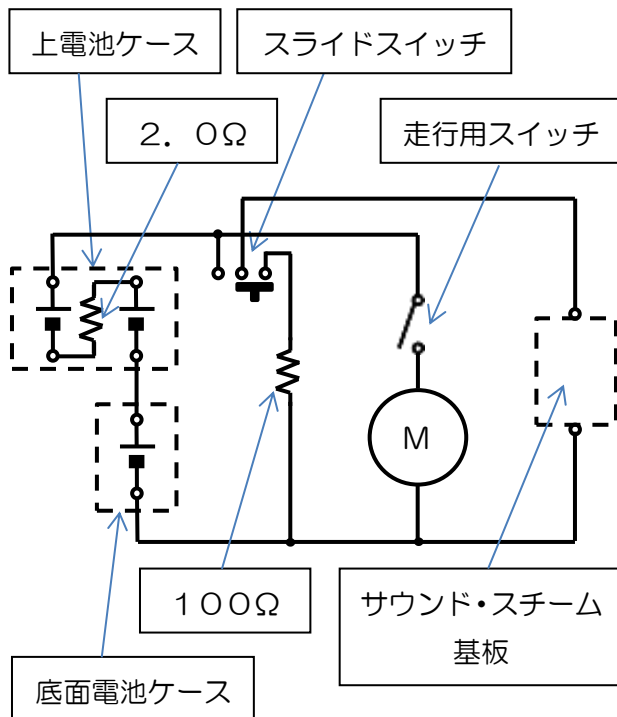 上電池ケース
スライドスイッチ
２．０Ω
走行用スイッチ
M
１００Ω
サウンド・スチーム
基板
底面電池ケース